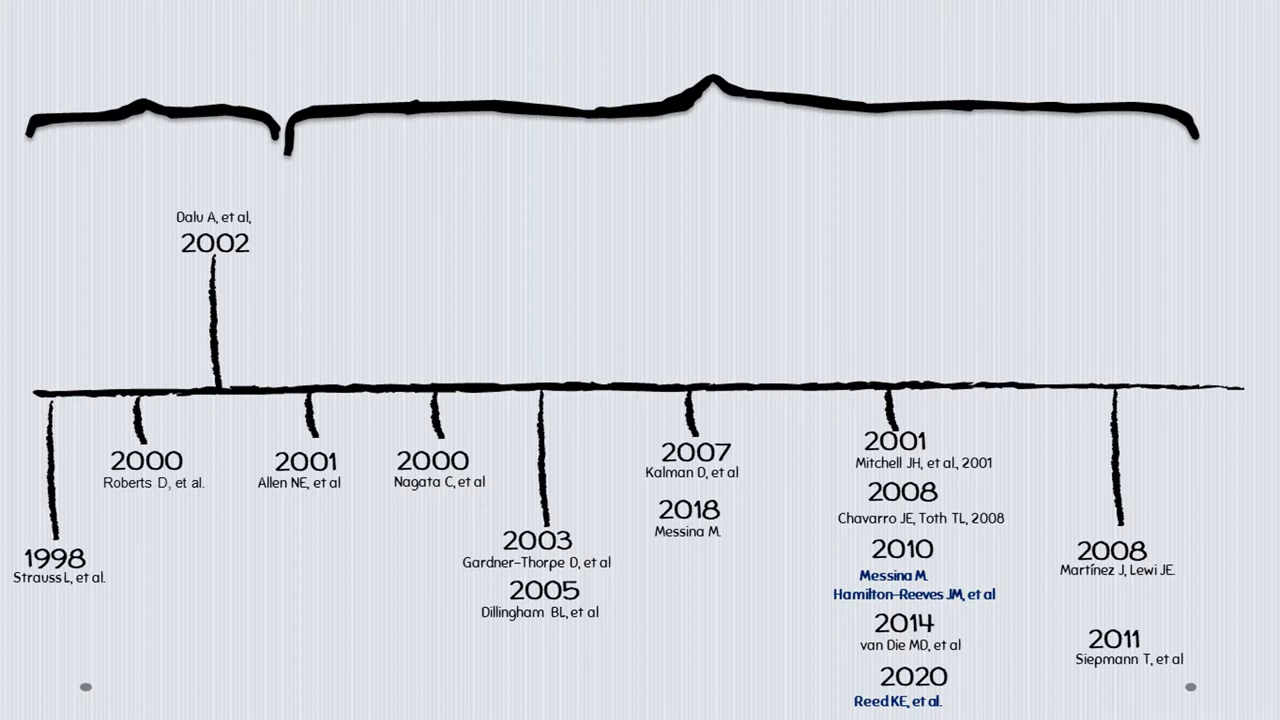 Dalu A, et al,
2002
1998
Strauss L, et al.
2000
Roberts D, et al.
2001
Allen NE, et al
2000
Nagata C, et al
2003
Gardner-Thorpe D, et al
2005
Dillingham BL, et al
2007
Kalman D, et al
2018
Messina M.
2001
Mitchell JH, et al, 2001
2008
Chavarro JE, Toth TL, 2008
2010
Messina M.
Hamilton-Reeves JM, et al
2014
van Die MD, et al
2020
Reed KE, et al.
2008
Martínez J, Lewi JE.
2011
Siepmann T, et al